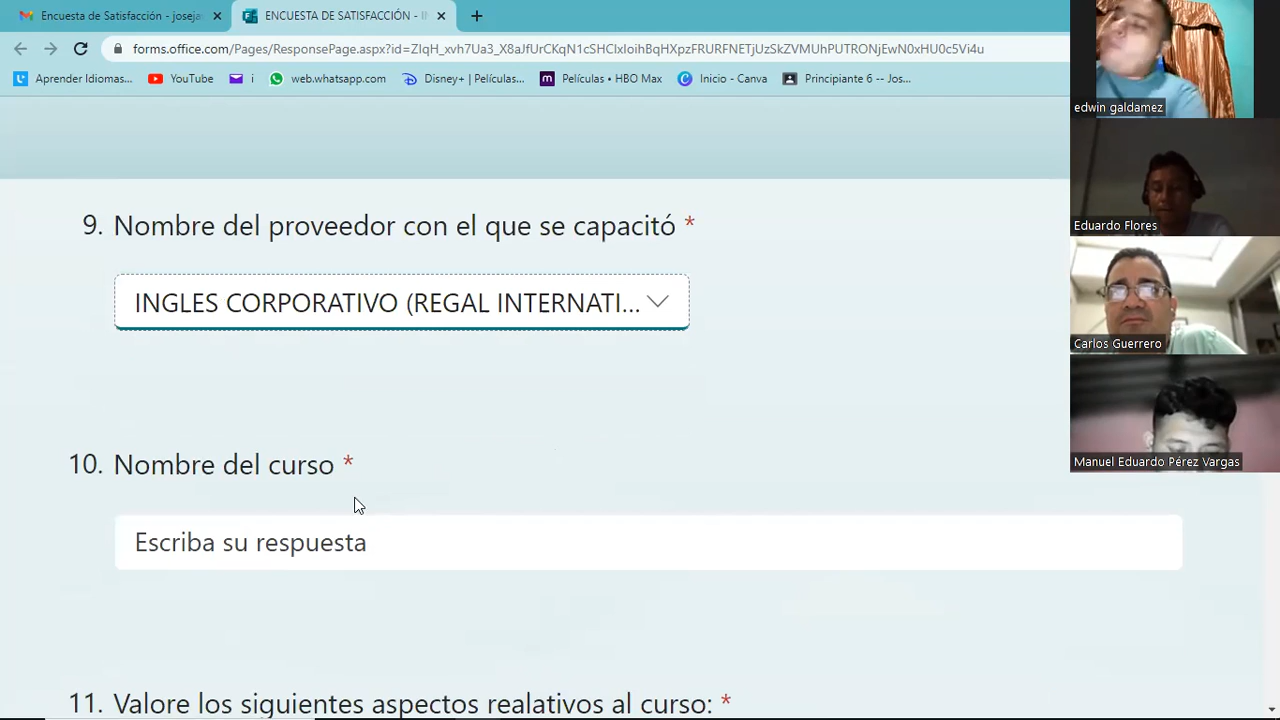 Encuesta de Satisfacción - joseja
ENCUESTA DE SATISFACCIÓN - I
forms.office.com/Pages/ResponsePage.aspx?id=ZIqH_xvh7Ua3_X8aJfUrCKqN1cSHClxIoihBqHXpzFRURFNETjUzSkZVMUhPUTRONjEwN0xHU0c5Vi4u
Aprender Idiomas...
YouTube
i
web.whatsapp.com
Disney+ | Películas...
Películas • HBO Max
Inicio - Canva
Principiante 6 -- Jos...
edwin galdamez
Eduardo Flores
Carlos Guerrero
Manuel Eduardo Pérez Vargas
9. Nombre del proveedor con el que se capacitó *
INGLES CORPORATIVO (REGAL INTERNATI...
10. Nombre del curso *
Escriba su respuesta
11. Valore los siguientes aspectos realativos al curso: *